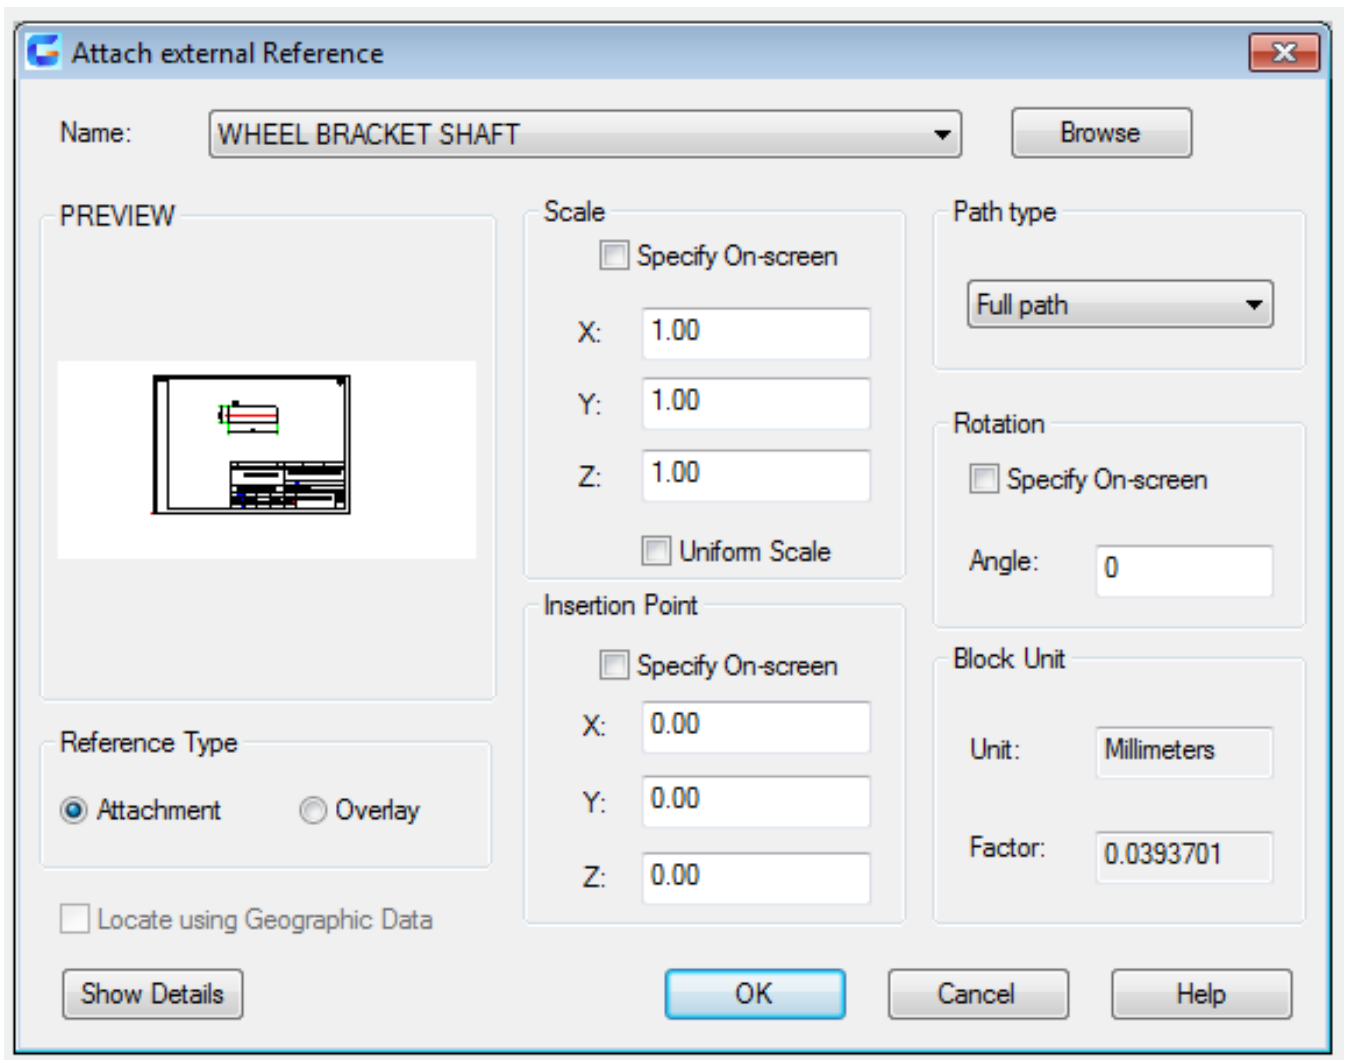 Attach external Reference
Name:
WHEEL BRACKET SHAFT
Browse
PREVIEW
Scale
Specify On-screen
X: 1.00
Y: 1.00
Z: 1.00
Uniform Scale
Path type
Full path
Rotation
Specify On-screen
Angle: 0
Insertion Point
Specify On-screen
X: 0.00
Y: 0.00
Z: 0.00
Block Unit
Unit: Millimeters
Factor: 0.0393701
Reference Type
Attachment
Overlay
Locate using Geographic Data
Show Details
OK
Cancel
Help